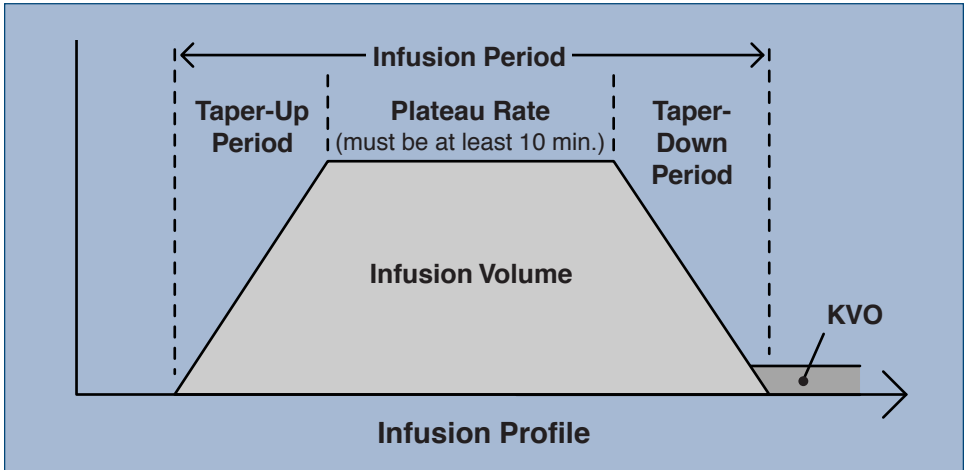 Infusion Period
Taper-Up
Period
Plateau Rate
(must be at least 10 min.)
Taper-
Down
Period
Infusion Volume
KVO
Infusion Profile